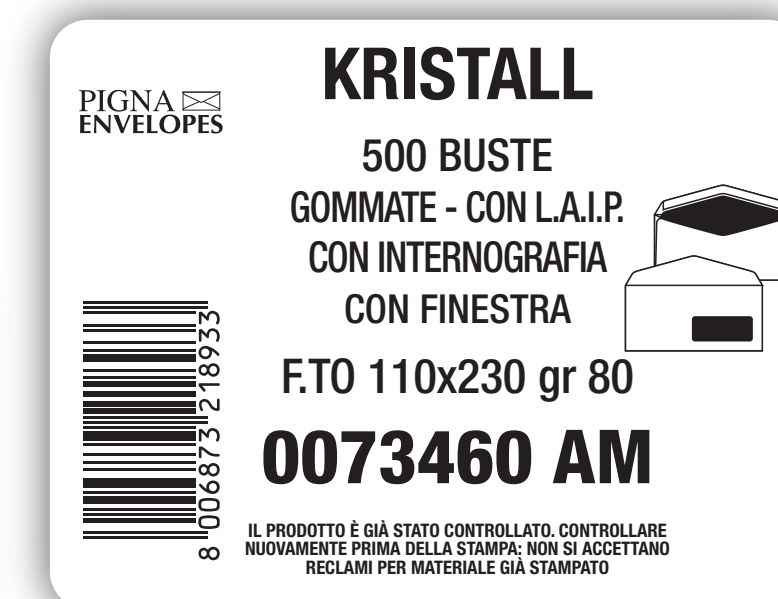 KRISTALL
PIGNA
ENVELOPES
500 BUSTE
GOMMATE - CON L.A.I.P.
CON INTERNOGRAFIA
CON FINESTRA
F.TO 110x230 gr 80
0073460 AM
8 006873 218933
IL PRODOTTO È GIÀ STATO CONTROLLATO. CONTROLLARE
NUOVAMENTE PRIMA DELLA STAMPA: NON SI ACCETTANO
RECLAMI PER MATERIALE GIÀ STAMPATO